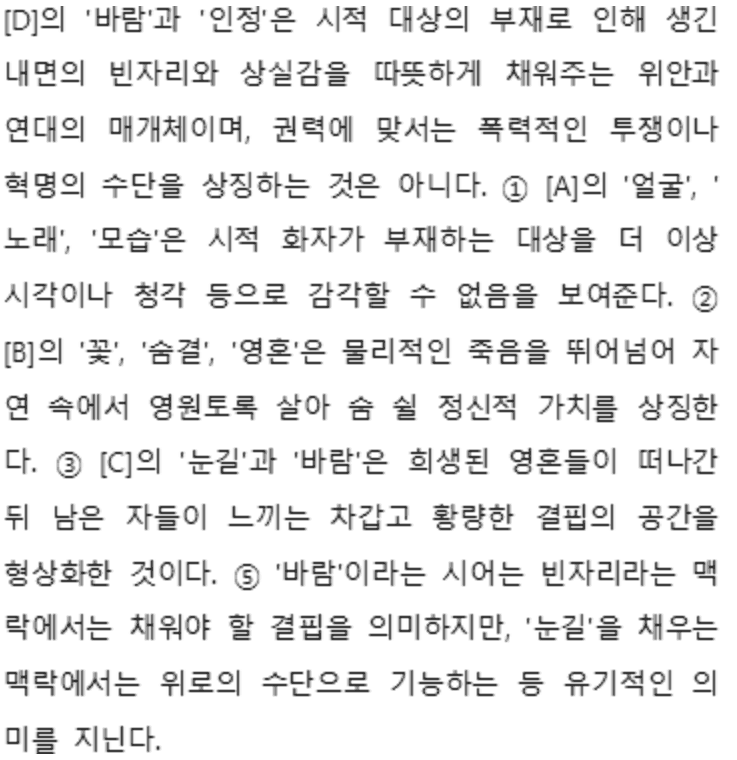 [D]의 '바람'과 '인정'은 시적 대상의 부재로 인해 생긴
내면의 빈자리와 상실감을 따뜻하게 채워주는 위안과
연대의 매개체이며, 권력에 맞서는 폭력적인 투쟁이나
혁명의 수단을 상징하는 것은 아니다. ① [A]의 '얼굴', '
노래', '모습'은 시적 화자가 부재하는 대상을 더 이상
시각이나 청각 등으로 감각할 수 없음을 보여준다. ②
[B]의 '꽃', '숨결', '영혼'은 물리적인 죽음을 뛰어넘어 자
연 속에서 영원토록 살아 숨 쉴 정신적 가치를 상징한
다. ③ [C]의 '눈길'과 '바람'은 희생된 영혼들이 떠나간
뒤 남은 자들이 느끼는 차갑고 황량한 결핍의 공간을
형상화한 것이다. ⑤ '바람'이라는 시어는 빈자리라는 맥
락에서는 채워야 할 결핍을 의미하지만, '눈길'을 채우는
맥락에서는 위로의 수단으로 기능하는 등 유기적인 의
미를 지닌다.